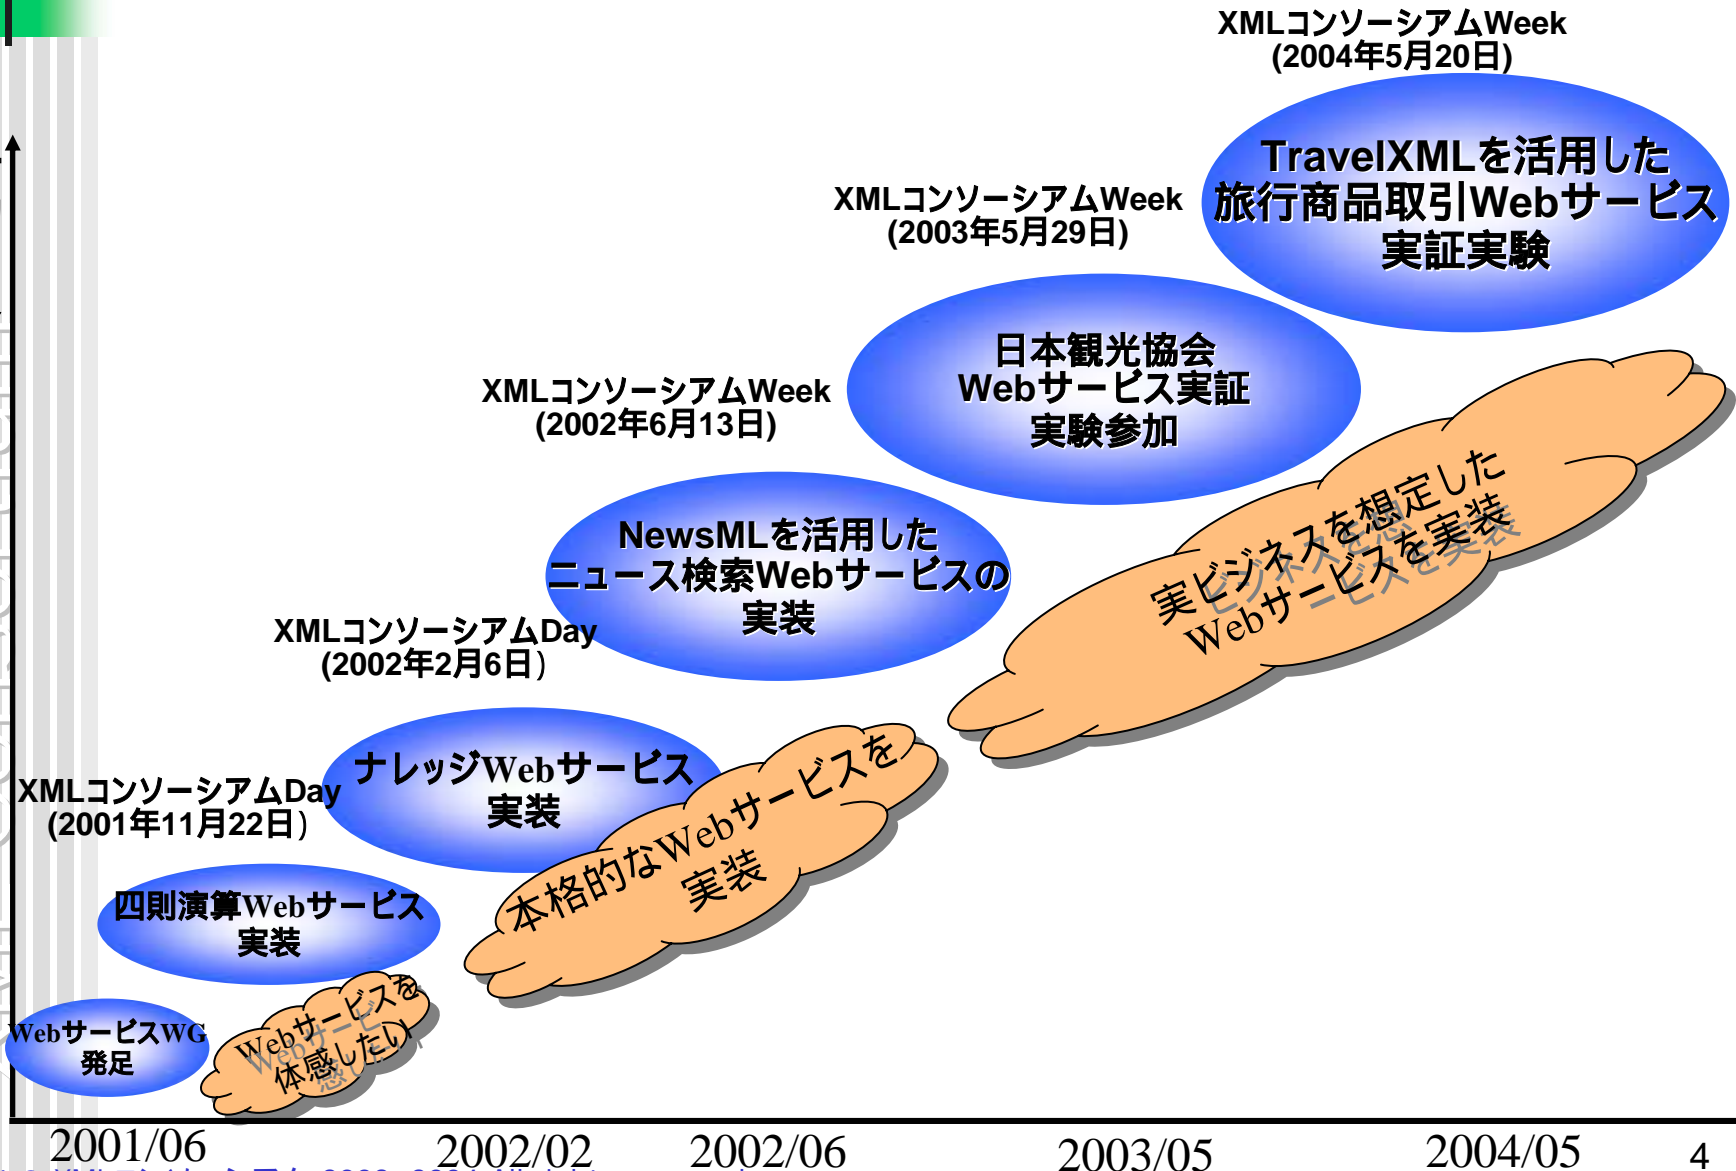 XMLコンソーシアムWeek
(2004年5月20日)
TravelXMLを活用した
旅行商品取引Webサービス
実証実験
XMLコンソーシアムWeek
(2003年5月29日)
日本観光協会
Webサービス実証
実験参加
XMLコンソーシアムWeek
(2002年6月13日)
NewsMLを活用した
ニュース検索Webサービスの
実装
XMLコンソーシアムDay
(2002年2月6日)
ナレッジWebサービス
実装
XMLコンソーシアムDay
(2001年11月22日)
四則演算Webサービス
実装
WebサービスWG
発足
Webサービスを
体感したい
本格的なWebサービスを
実装
実ビジネスを想定した
Webサービスを実装
2001/06
2002/02
2002/06
2003/05
2004/05
4